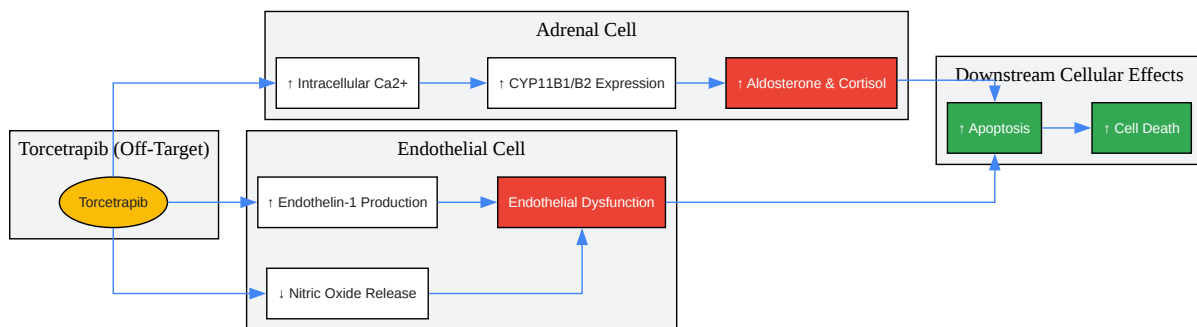 Adrenal Cell
↑ Intracellular Ca2+
↑ CYP11B1/B2 Expression
↑ Aldosterone & Cortisol
Downstream Cellular Effects
↑ Apoptosis
↑ Cell Death
Torcetrapib (Off-Target)
Torcetrapib
Endothelial Cell
↑ Endothelin-1 Production
Endothelial Dysfunction
↓ Nitric Oxide Release